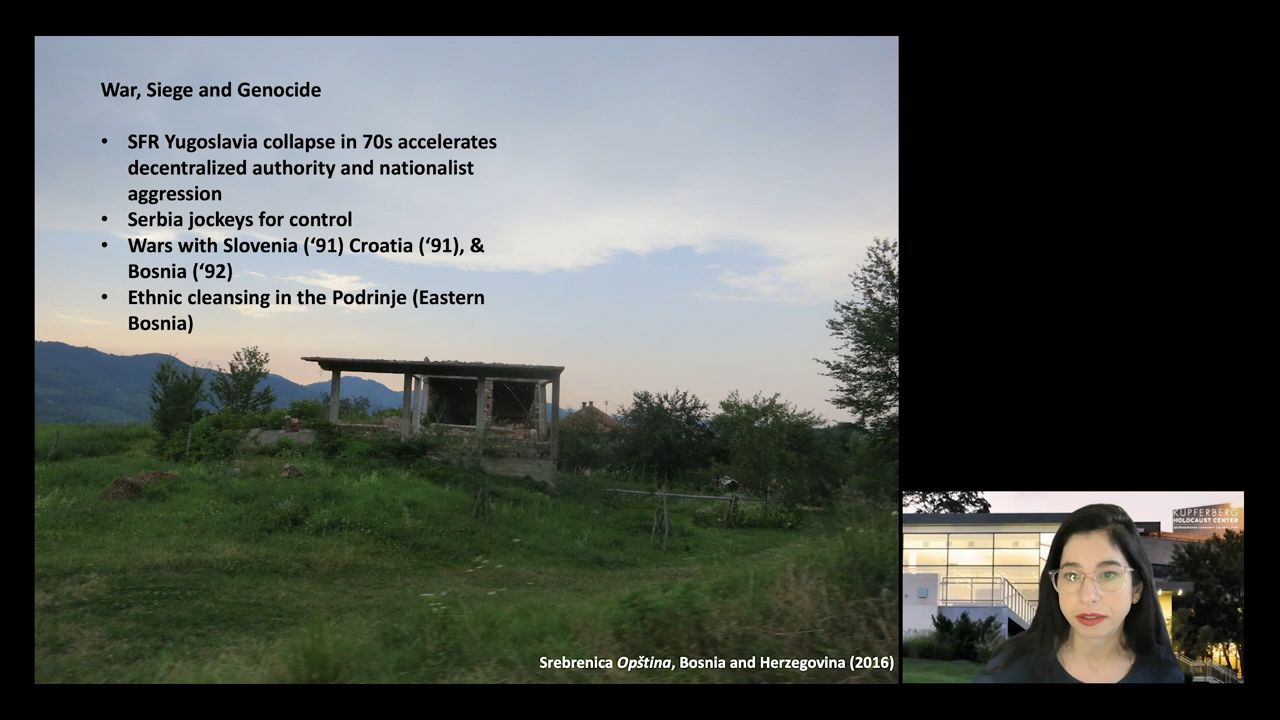 War, Siege and Genocide
• SFR Yugoslavia collapse in 70s accelerates
decentralized authority and nationalist
aggression
• Serbia jockeys for control
• Wars with Slovenia (‘91) Croatia (‘91), &
Bosnia (‘92)
• Ethnic cleansing in the Podrinje (Eastern
Bosnia)
Srebrenica Opština, Bosnia and Herzegovina (2016)
KUPFERBERG
HOLOCAUST CENTER